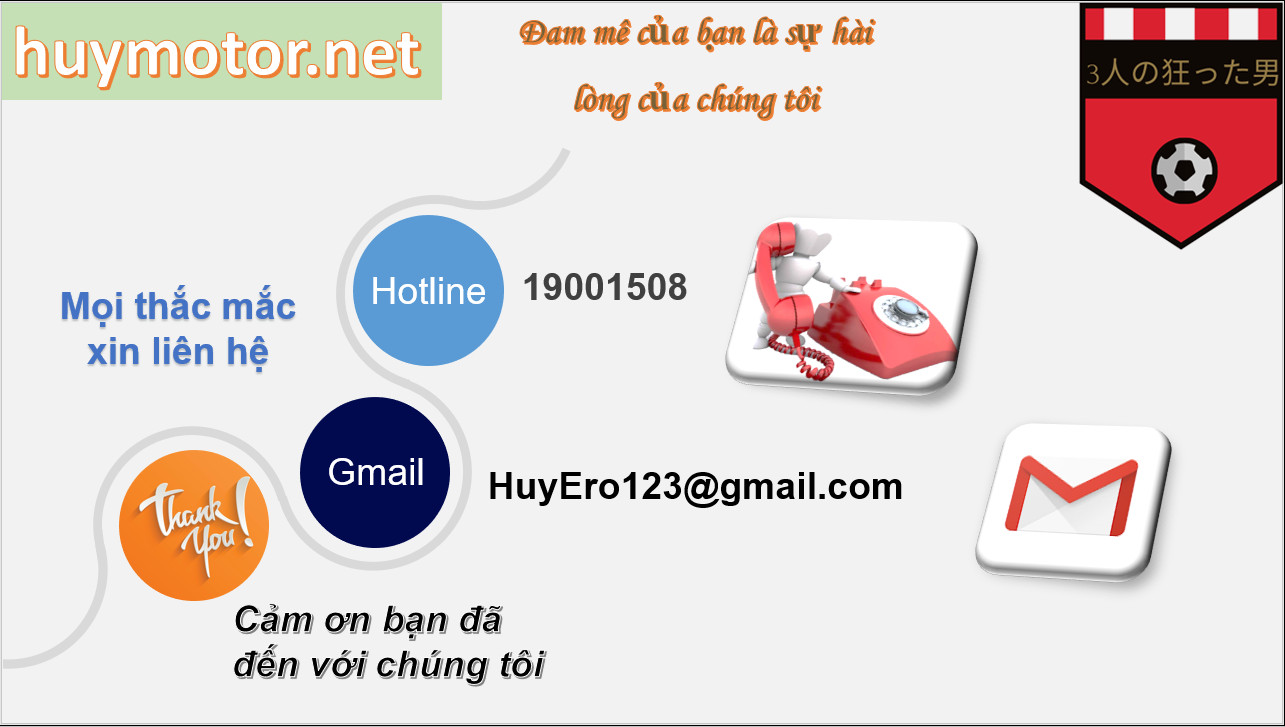 huymotor.net
Đam mê của bạn là sự hài
lòng của chúng tôi
3人の狂った男
Hotline
19001508
Mọi thắc mắc
xin liên hệ
Gmail
HuyEro123@gmail.com
Thank
You!
Cảm ơn bạn đã
đến với chúng tôi